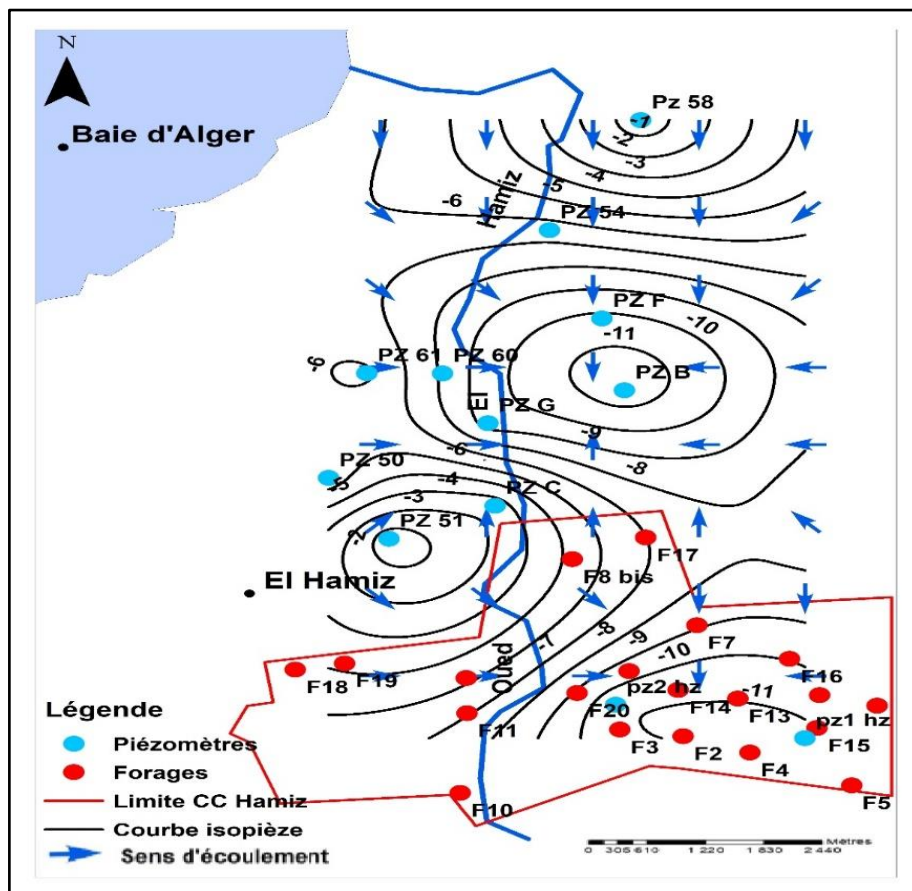 N
Baie d'Alger
Pz 58
-1
-2
-3
-4
-5
-6
Hamiz
PZ 54
PZ F
-10
-11
-6
PZ 61
PZ 60
PZ B
El
PZ G
-9
-6
-8
PZ 50
-5
-4
-3
PZ C
-2
PZ 51
F17
F8 bis
El Hamiz
-8
-9
-7
F7
-10
Oued
F18
F19
F16
pz2 hz
-11
F20
F14
F13
pz1 hz
F11
F3
F2
F15
F4
F10
F5
Légende
Piézomètres
Forages
Limite CC Hamiz
Courbe isopièze
Sens d'écoulement
Mètres
0 305 610 1 220 1 830 2 440